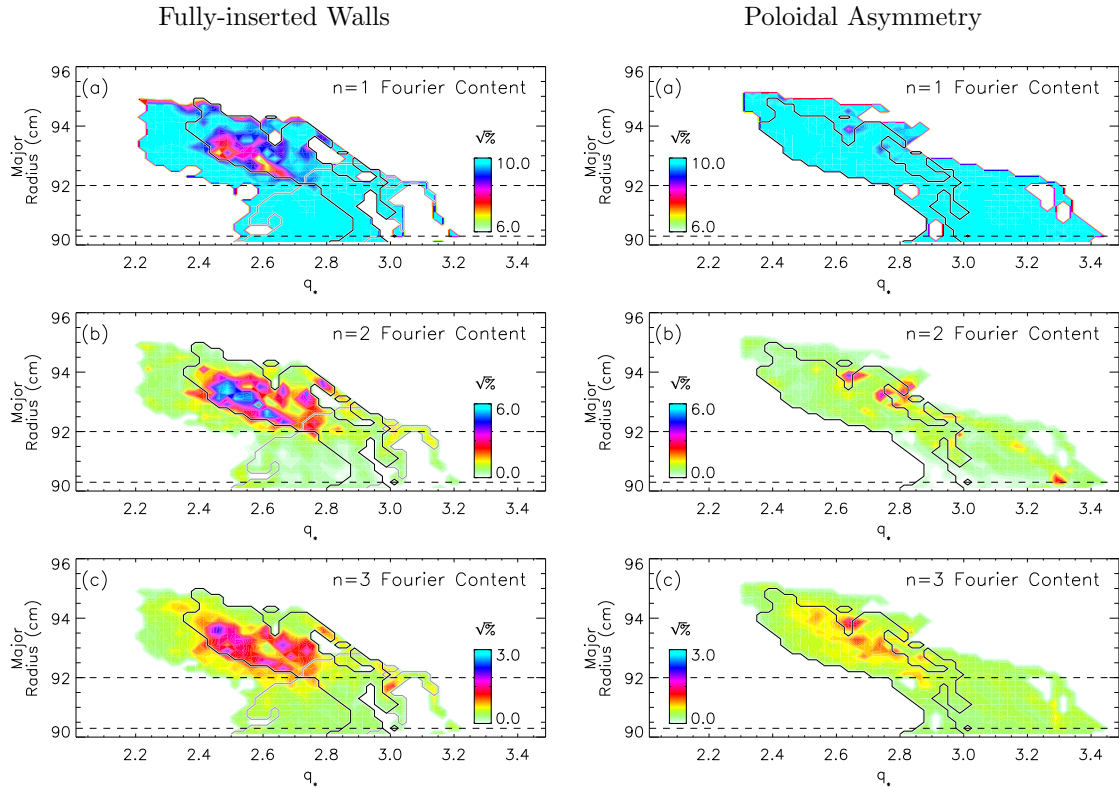 Fully-inserted Walls
Poloidal Asymmetry
(a) n=1 Fourier Content
96
94
92
90
Major
Radius (cm)
√%
10.0
6.0
2.2 2.4 2.6 2.8 3.0 3.2 3.4
q*
(a) n=1 Fourier Content
96
94
92
90
Major
Radius (cm)
√%
10.0
6.0
2.2 2.4 2.6 2.8 3.0 3.2 3.4
q*
(b) n=2 Fourier Content
96
94
92
90
Major
Radius (cm)
√%
6.0
0.0
2.2 2.4 2.6 2.8 3.0 3.2 3.4
q*
(b) n=2 Fourier Content
96
94
92
90
Major
Radius (cm)
√%
6.0
0.0
2.2 2.4 2.6 2.8 3.0 3.2 3.4
q*
(c) n=3 Fourier Content
96
94
92
90
Major
Radius (cm)
√%
3.0
0.0
2.2 2.4 2.6 2.8 3.0 3.2 3.4
q*
(c) n=3 Fourier Content
96
94
92
90
Major
Radius (cm)
√%
3.0
0.0
2.2 2.4 2.6 2.8 3.0 3.2 3.4
q*